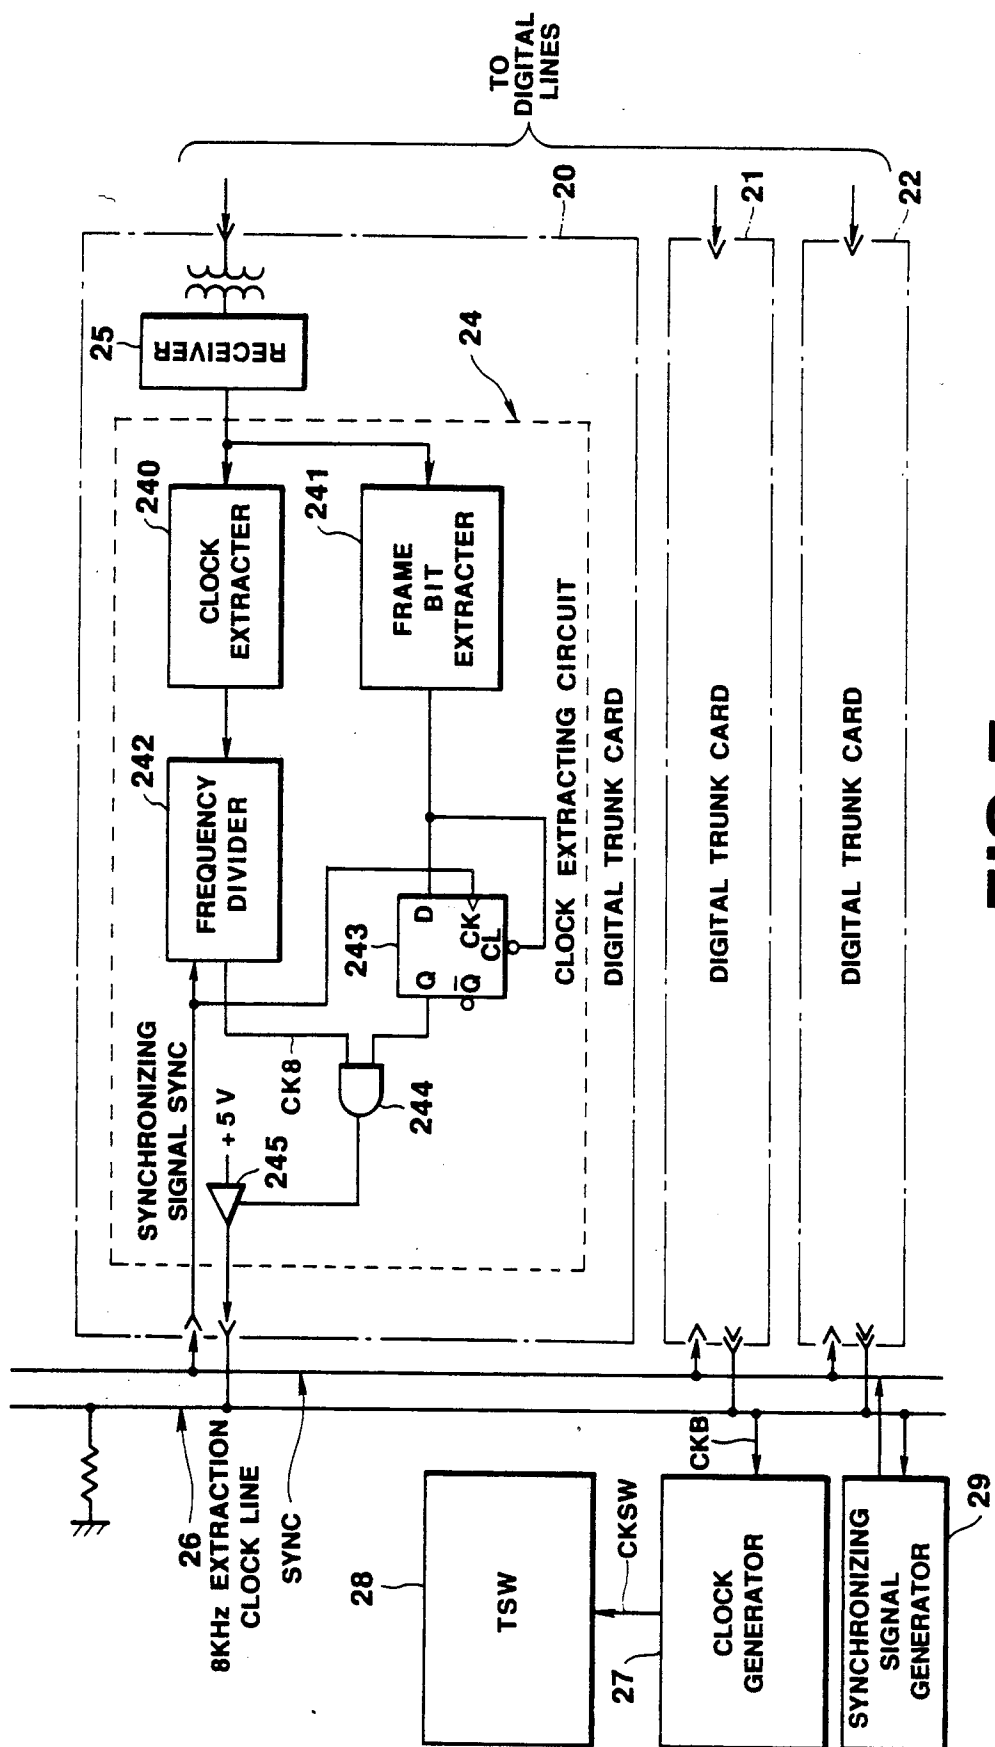 TO
DIGITAL
LINES
20
21
22
25
RECEIVER
24
240
CLOCK
EXTRACTER
241
FRAME
BIT
EXTRACTER
242
FREQUENCY
DIVIDER
243
D
CK
CL
Q
Q̅
CLOCK EXTRACTING CIRCUIT
DIGITAL TRUNK CARD
DIGITAL TRUNK CARD
DIGITAL TRUNK CARD
SYNCHRONIZING
SIGNAL SYNC
+5V
CK8
244
245
26
8KHz EXTRACTION
CLOCK LINE
SYNC
28
TSW
CKSW
CKB
27
CLOCK
GENERATOR
29
SYNCHRONIZING
SIGNAL
GENERATOR